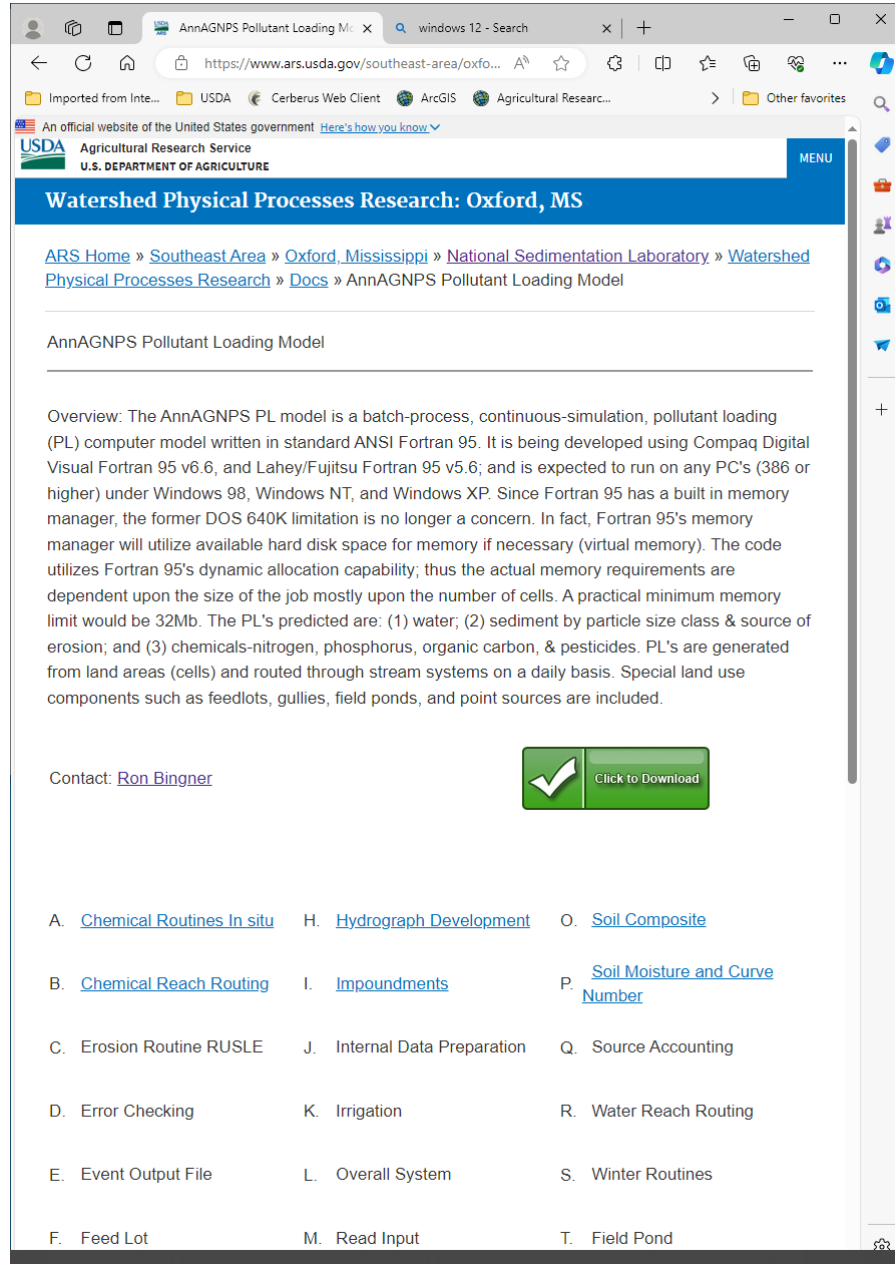 AnnAGNPS Pollutant Loading Mo
windows 12 - Search
https://www.ars.usda.gov/southeast-area/oxfo...
Imported from Inte... USDA Cerberus Web Client ArcGIS Agricultural Researc... Other favorites
An official website of the United States government Here's how you know
USDA Agricultural Research Service
U.S. DEPARTMENT OF AGRICULTURE
MENU
Watershed Physical Processes Research: Oxford, MS
ARS Home » Southeast Area » Oxford, Mississippi » National Sedimentation Laboratory » Watershed
Physical Processes Research » Docs » AnnAGNPS Pollutant Loading Model
AnnAGNPS Pollutant Loading Model
Overview: The AnnAGNPS PL model is a batch-process, continuous-simulation, pollutant loading
(PL) computer model written in standard ANSI Fortran 95. It is being developed using Compaq Digital
Visual Fortran 95 v6.6, and Lahey/Fujitsu Fortran 95 v5.6; and is expected to run on any PC's (386 or
higher) under Windows 98, Windows NT, and Windows XP. Since Fortran 95 has a built in memory
manager, the former DOS 640K limitation is no longer a concern. In fact, Fortran 95's memory
manager will utilize available hard disk space for memory if necessary (virtual memory). The code
utilizes Fortran 95's dynamic allocation capability; thus the actual memory requirements are
dependent upon the size of the job mostly upon the number of cells. A practical minimum memory
limit would be 32Mb. The PL's predicted are: (1) water; (2) sediment by particle size class & source of
erosion; and (3) chemicals-nitrogen, phosphorus, organic carbon, & pesticides. PL's are generated
from land areas (cells) and routed through stream systems on a daily basis. Special land use
components such as feedlots, gullies, field ponds, and point sources are included.
Contact: Ron Bingner
Click to Download
A. Chemical Routines In situ H. Hydrograph Development O. Soil Composite
B. Chemical Reach Routing I. Impoundments P. Soil Moisture and Curve
Number
C. Erosion Routine RUSLE J. Internal Data Preparation Q. Source Accounting
D. Error Checking K. Irrigation R. Water Reach Routing
E. Event Output File L. Overall System S. Winter Routines
F. Feed Lot M. Read Input T. Field Pond